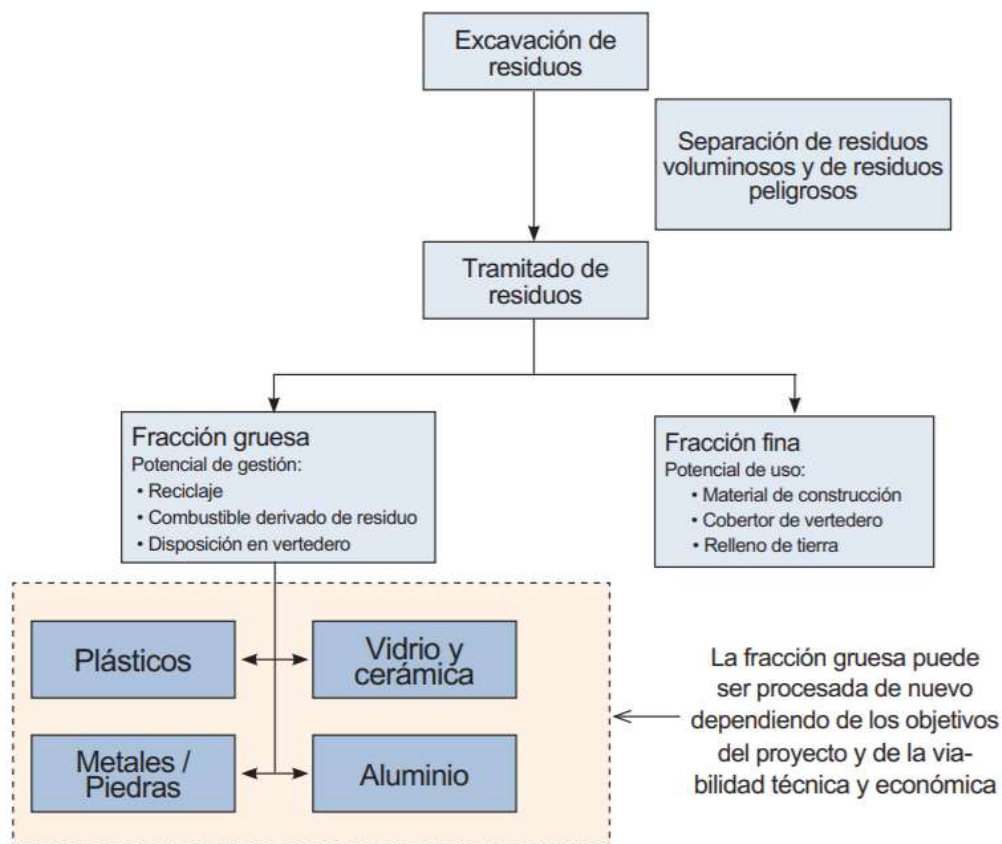 Excavación de
residuos
Separación de residuos
voluminosos y de residuos
peligrosos
Tramitado de
residuos
Fracción gruesa
Potencial de gestión:
• Reciclaje
• Combustible derivado de residuo
• Disposición en vertedero
Fracción fina
Potencial de uso:
• Material de construcción
• Cobertor de vertedero
• Relleno de tierra
Plásticos
Vidrio y
cerámica
Metales /
Piedras
Aluminio
La fracción gruesa puede
ser procesada de nuevo
dependiendo de los objetivos
del proyecto y de la via-
bilidad técnica y económica